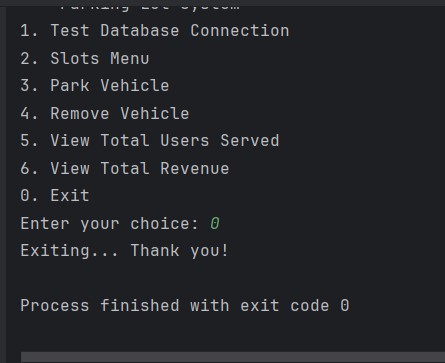 1. Test Database Connection
2. Slots Menu
3. Park Vehicle
4. Remove Vehicle
5. View Total Users Served
6. View Total Revenue
0. Exit
Enter your choice: 0
Exiting... Thank you!
Process finished with exit code 0